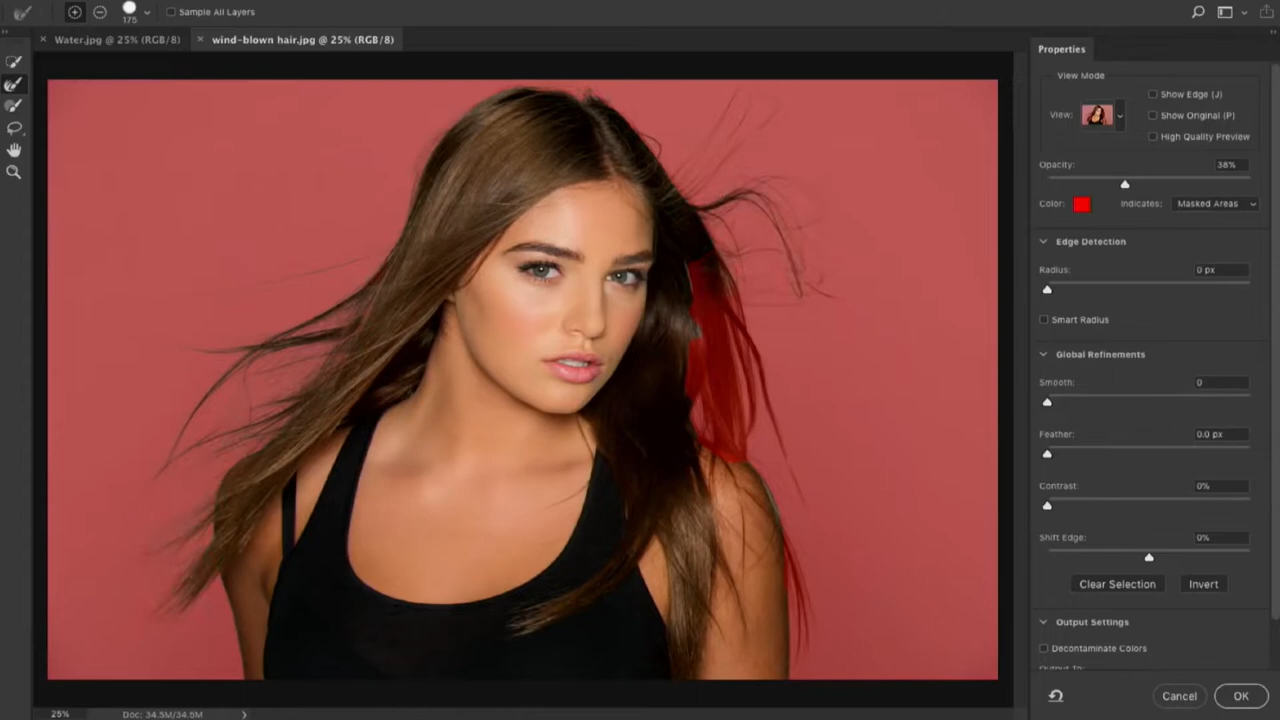 175
Sample All Layers
Water.jpg @ 25% (RGB/8)
wind-blown hair.jpg @ 25% (RGB/8)
Properties
View Mode
View:
Show Edge (J)
Show Original (P)
High Quality Preview
Opacity:
38%
Color:
Indicates:
Masked Areas
Edge Detection
Radius:
0 px
Smart Radius
Global Refinements
Smooth:
0
Feather:
0.0 px
Contrast:
0%
Shift Edge:
0%
Clear Selection
Invert
Output Settings
Decontaminate Colors
Output To:
Cancel
OK
25%
Doc: 34.5M/34.5M